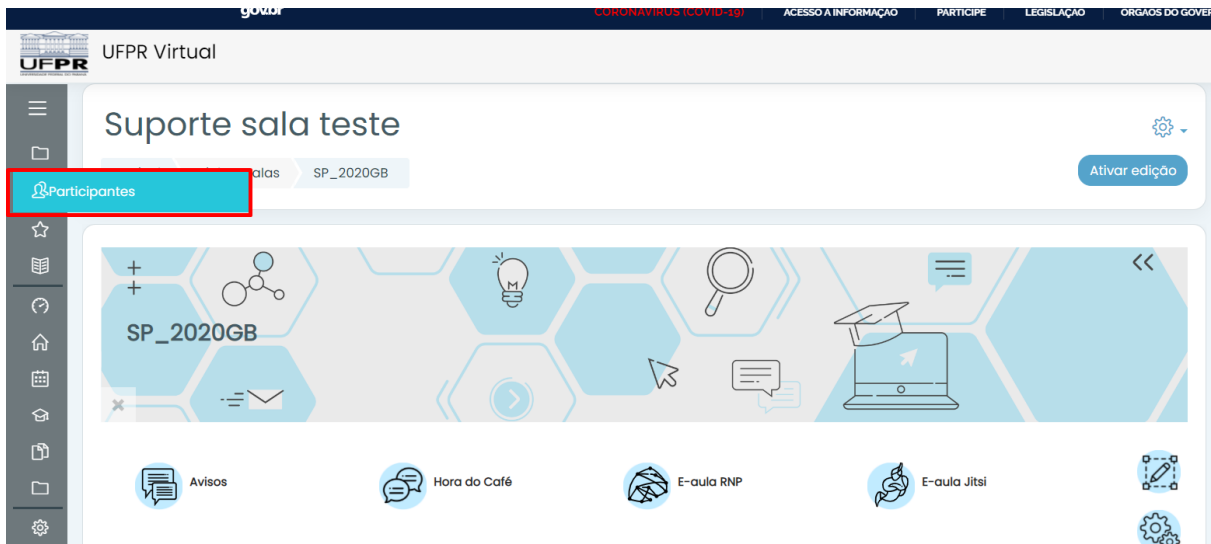 gov.br CORONAVÍRUS (COVID-19) ACESSO À INFORMAÇÃO PARTICIPE LEGISLAÇÃO ÓRGÃOS DO GOVER
UFPR UFPR Virtual
Suporte sala teste
alas SP_2020GB Ativar edição
Participantes
SP_2020GB
M
Avisos Hora do Café E-aula RNP E-aula Jitsi